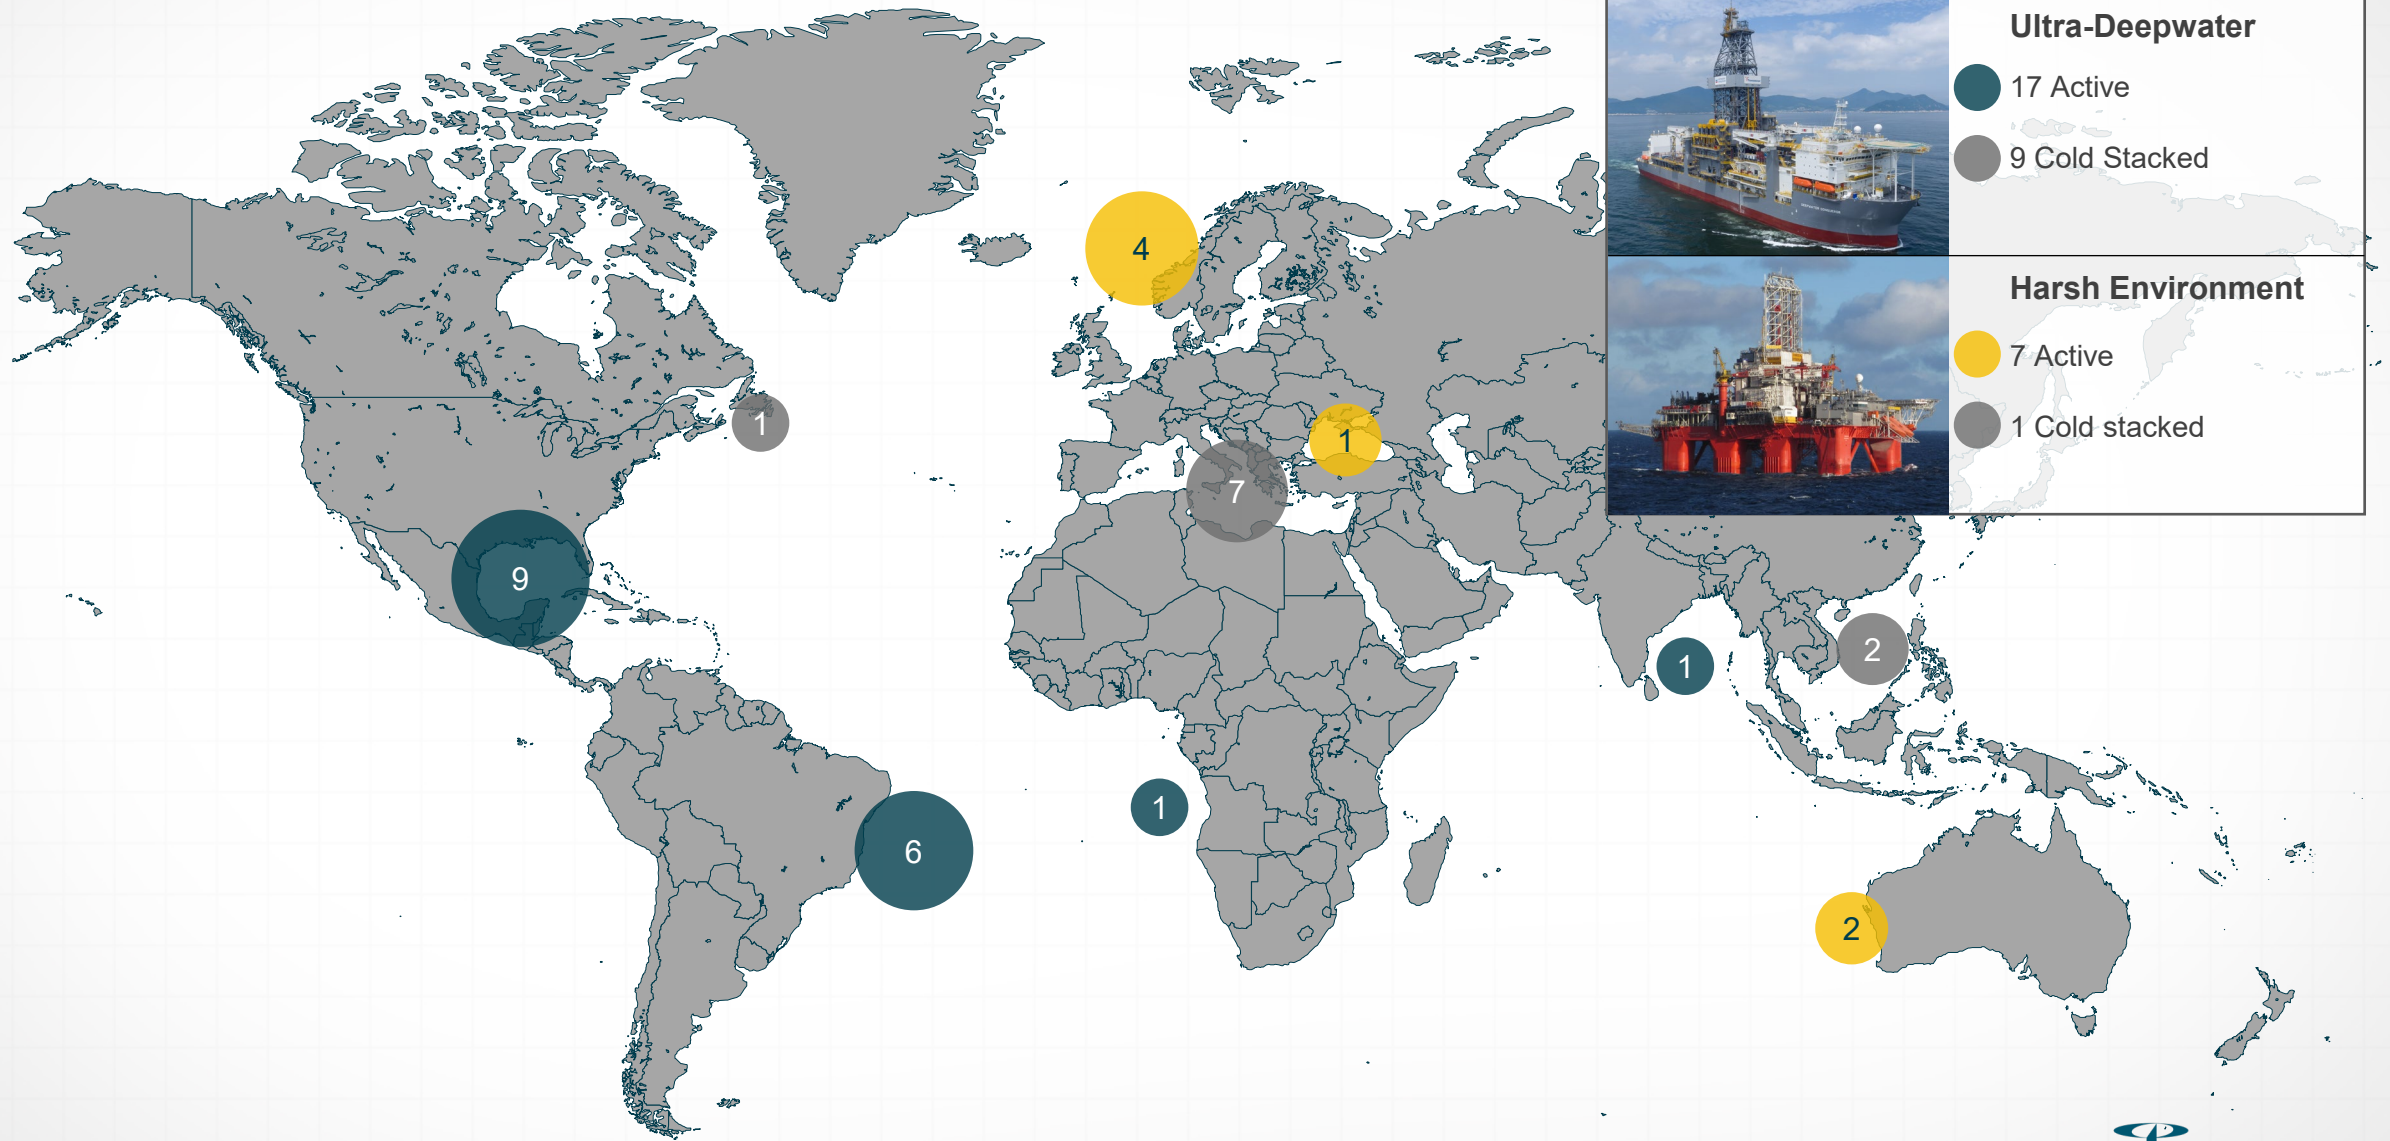 Ultra-Deepwater
17 Active
9 Cold Stacked
Harsh Environment
7 Active
1 Cold stacked
4
1
1
7
9
1
2
1
6
2